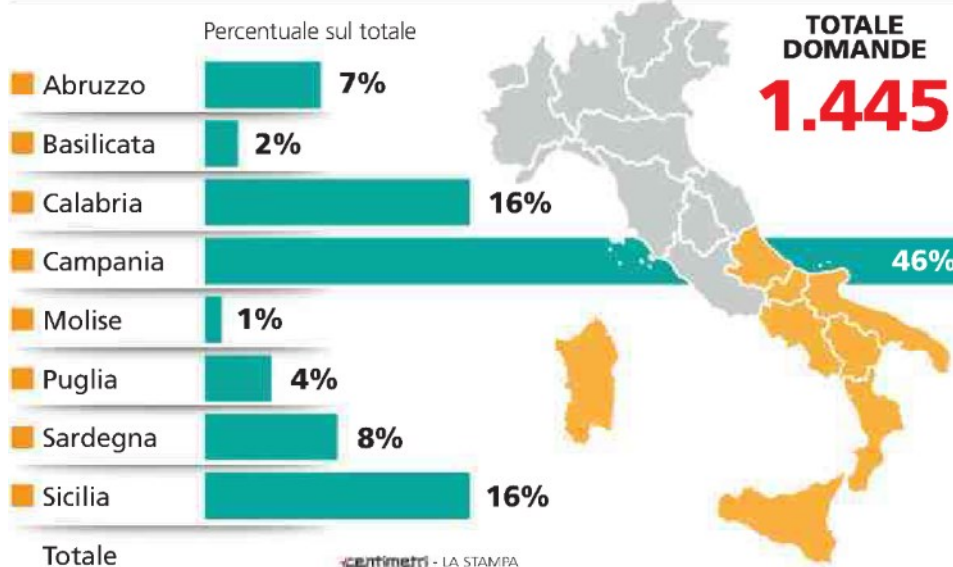 Percentuale sul totale
TOTALE
DOMANDE
1.445
Abruzzo 7%
Basilicata 2%
Calabria 16%
Campania 46%
Molise 1%
Puglia 4%
Sardegna 8%
Sicilia 16%
Totale
centimetri - LA STAMPA